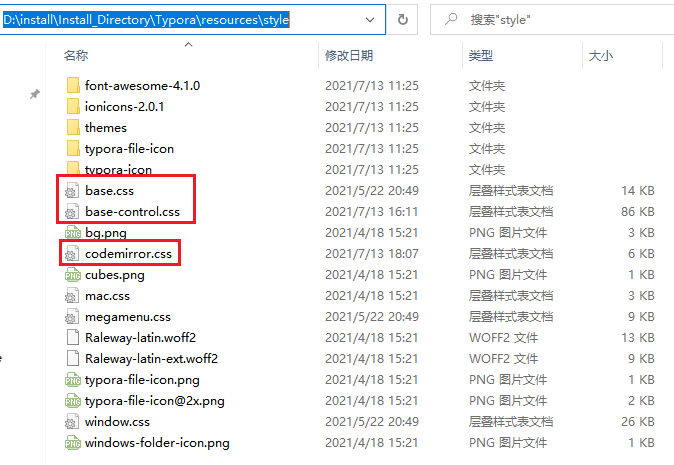 D:\install\Install_Directory\Typora\resources\style
搜索"style"
名称 修改日期 类型 大小
font-awesome-4.1.0 2021/7/13 11:25 文件夹
ionicons-2.0.1 2021/7/13 11:25 文件夹
themes 2021/7/13 11:25 文件夹
typora-file-icon 2021/7/13 11:25 文件夹
typora-icon 2021/7/13 11:25 文件夹
base.css 2021/5/22 20:49 层叠样式表文档 14 KB
base-control.css 2021/7/13 16:11 层叠样式表文档 86 KB
bg.png 2021/4/18 15:21 PNG 图片文件 3 KB
codemirror.css 2021/7/13 18:07 层叠样式表文档 6 KB
cubes.png 2021/4/18 15:21 PNG 图片文件 1 KB
mac.css 2021/4/18 15:21 层叠样式表文档 3 KB
megamenu.css 2021/5/22 20:49 层叠样式表文档 9 KB
Raleway-latin.woff2 2021/4/18 15:21 WOFF2 文件 13 KB
Raleway-latin-ext.woff2 2021/4/18 15:21 WOFF2 文件 9 KB
typora-file-icon.png 2021/4/18 15:21 PNG 图片文件 1 KB
typora-file-icon@2x.png 2021/4/18 15:21 PNG 图片文件 2 KB
window.css 2021/5/22 20:49 层叠样式表文档 26 KB
windows-folder-icon.png 2021/4/18 15:21 PNG 图片文件 1 KB